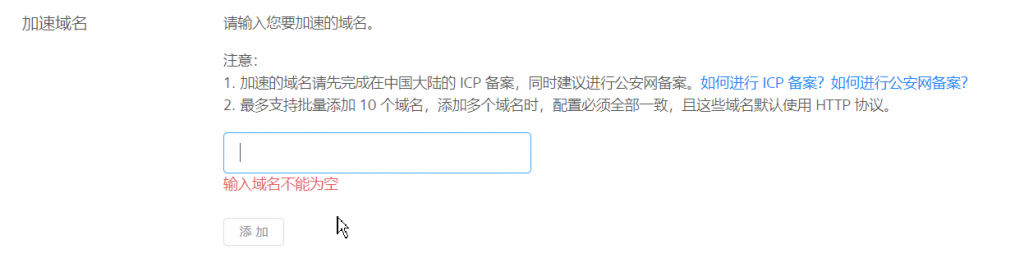 加速域名
请输入您要加速的域名。
注意：
1. 加速的域名请先完成在中国大陆的 ICP 备案，同时建议进行公安网备案。如何进行 ICP 备案？如何进行公安网备案？
2. 最多支持批量添加 10 个域名，添加多个域名时，配置必须全部一致，且这些域名默认使用 HTTP 协议。
输入域名不能为空
添加